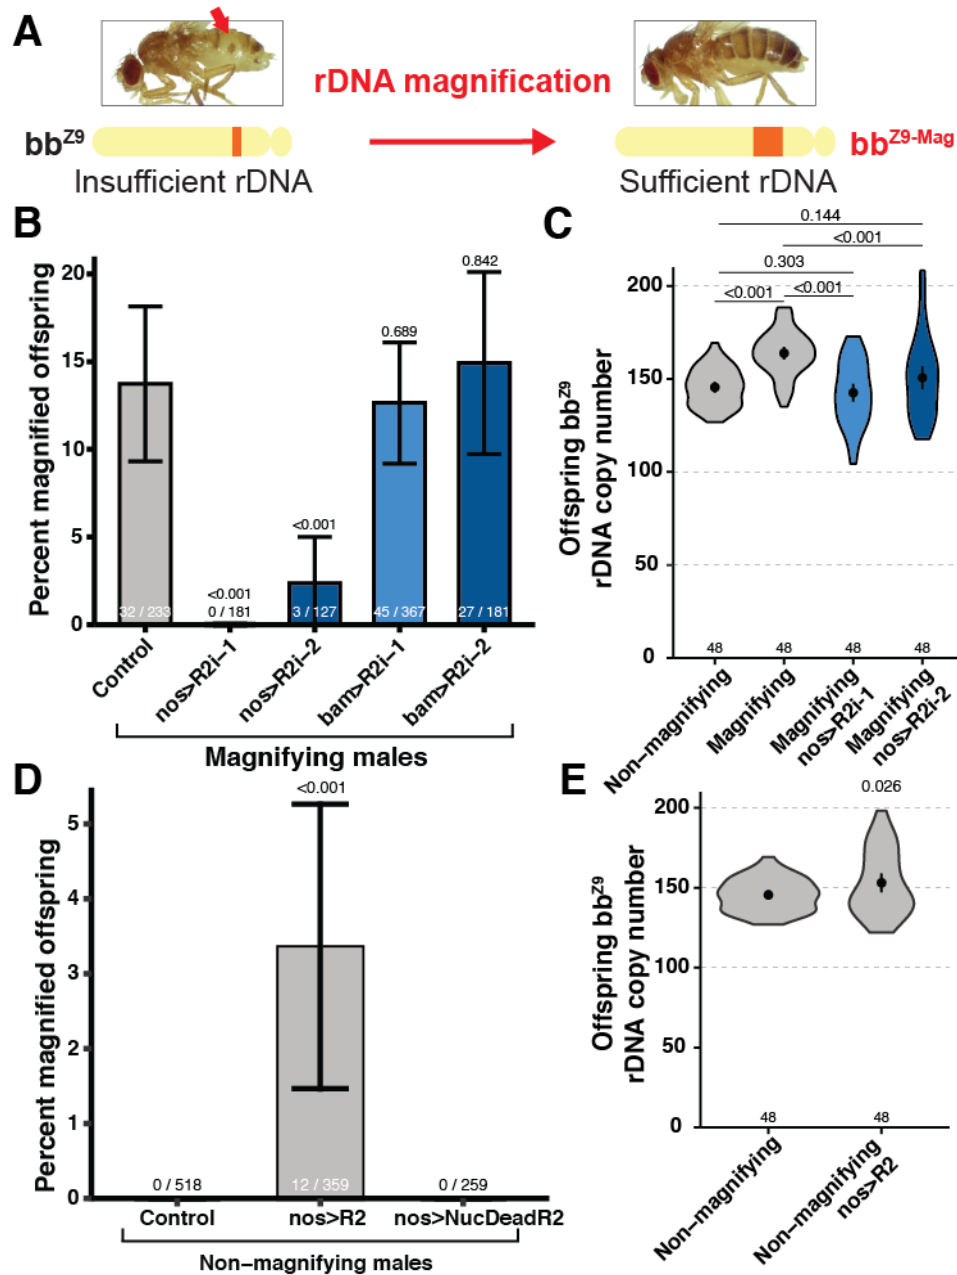 A
rDNA magnification
bbZ9
bbZ9-Mag
Insufficient rDNA
Sufficient rDNA
B
Percent magnified offspring
20
15
10
5
0
<0.001
<0.001
0.689
0.842
32 / 233
0 / 181
3 / 127
45 / 367
27 / 181
Control
nos>R2i–1
nos>R2i–2
bam>R2i–1
bam>R2i–2
Magnifying males
C
Offspring bbZ9
rDNA copy number
200
150
100
50
0
0.144
<0.001
0.303
<0.001
<0.001
48
48
48
48
Non–magnifying
Magnifying
Magnifying
nos>R2i-1
Magnifying
nos>R2i-2
D
Percent magnified offspring
5
4
3
2
1
0
<0.001
0 / 518
12 / 359
0 / 259
Control
nos>R2
nos>NucDeadR2
Non–magnifying males
E
Offspring bbZ9
rDNA copy number
200
150
100
50
0
0.026
48
48
Non–magnifying
Non–magnifying
nos>R2